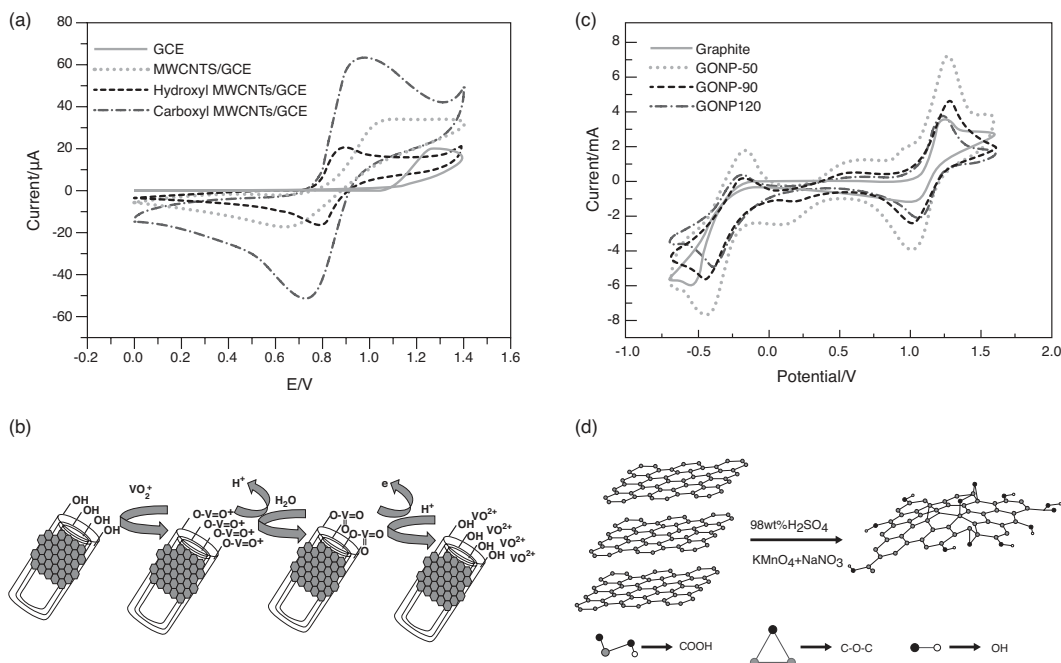 (a)
80
60
40
20
0
-20
-40
-60
Current/µA
GCE
MWCNTS/GCE
Hydroxyl MWCNTs/GCE
Carboxyl MWCNTs/GCE
-0.2 0.0 0.2 0.4 0.6 0.8 1.0 1.2 1.4 1.6
E/V
(c)
8
6
4
2
0
-2
-4
-6
-8
Current/mA
Graphite
GONP-50
GONP-90
GONP120
-1.0 -0.5 0.0 0.5 1.0 1.5 2.0
Potential/V
(b)
OH
OH
OH
OH
VO2+
O-V=O+
O-V=O+
O-V=O+
O-V=O+
H+
H2O
O-V=O
O
O-V=O
O
e
H+
OH
OH
OH
OH
VO2+
VO2+
VO2+
VO2+
(d)
98wt%H2SO4
KMnO4+NaNO3
COOH
C-O-C
OH